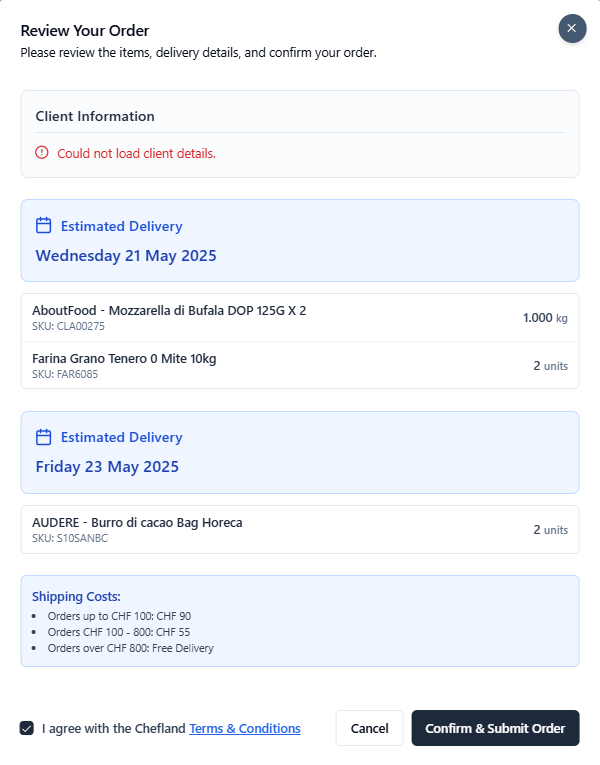 Review Your Order
Please review the items, delivery details, and confirm your order.
Client Information
Could not load client details.
Estimated Delivery
Wednesday 21 May 2025
AboutFood - Mozzarella di Bufala DOP 125G X 2
SKU: CLA00275
1.000 kg
Farina Grano Tenero 0 Mite 10kg
SKU: FAR6085
2 units
Estimated Delivery
Friday 23 May 2025
AUDERE - Burro di cacao Bag Horeca
SKU: S10SANBC
2 units
Shipping Costs:
• Orders up to CHF 100: CHF 90
• Orders CHF 100 - 800: CHF 55
• Orders over CHF 800: Free Delivery
I agree with the Chefland Terms & Conditions
Cancel
Confirm & Submit Order